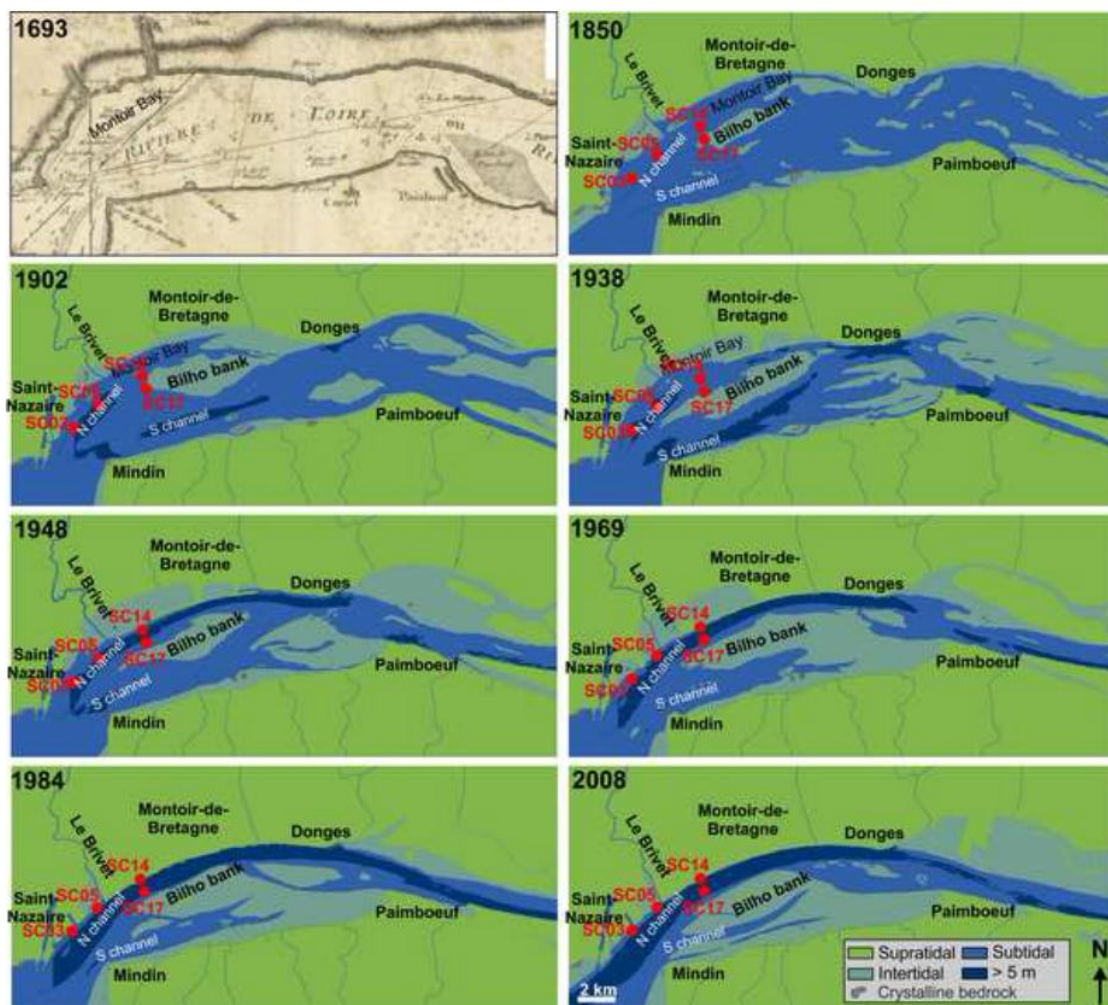 1693
Montoir Bay
RIVIERE DE LOIRE
1850
Le Brivet
Montoir-de-
Bretagne
Montoir Bay
Donges
Bilho bank
Saint-
Nazaire
SC05
SC17
SC03
N channel
S channel
Paimboeuf
Mindin
1902
Le Brivet
Montoir-de-
Bretagne
Montoir Bay
Donges
Bilho bank
Saint-
Nazaire
SC17
N channel
S channel
Paimboeuf
Mindin
1938
Le Brivet
Montoir-de-
Bretagne
Montoir Bay
Donges
Bilho bank
Saint-
Nazaire
SC05
SC17
SC03
N channel
S channel
Paimboeuf
Mindin
1948
Le Brivet
Montoir-de-
Bretagne
Donges
SC14
Bilho bank
SC05
SC17
Saint-
Nazaire
N channel
S channel
Paimboeuf
Mindin
1969
Le Brivet
Montoir-de-
Bretagne
Donges
SC14
Bilho bank
SC05
SC17
Saint-
Nazaire
N channel
S channel
Paimboeuf
Mindin
1984
Le Brivet
Montoir-de-
Bretagne
Donges
SC14
Bilho bank
SC05
SC17
Saint-
Nazaire
N channel
S channel
Paimboeuf
Mindin
2008
Le Brivet
Montoir-de-
Bretagne
Donges
SC14
Bilho bank
SC05
SC17
Saint-
Nazaire
SC03
N channel
S channel
Paimboeuf
Mindin
2 km
Supratidal
Subtidal
Intertidal
> 5 m
Crystalline bedrock
N